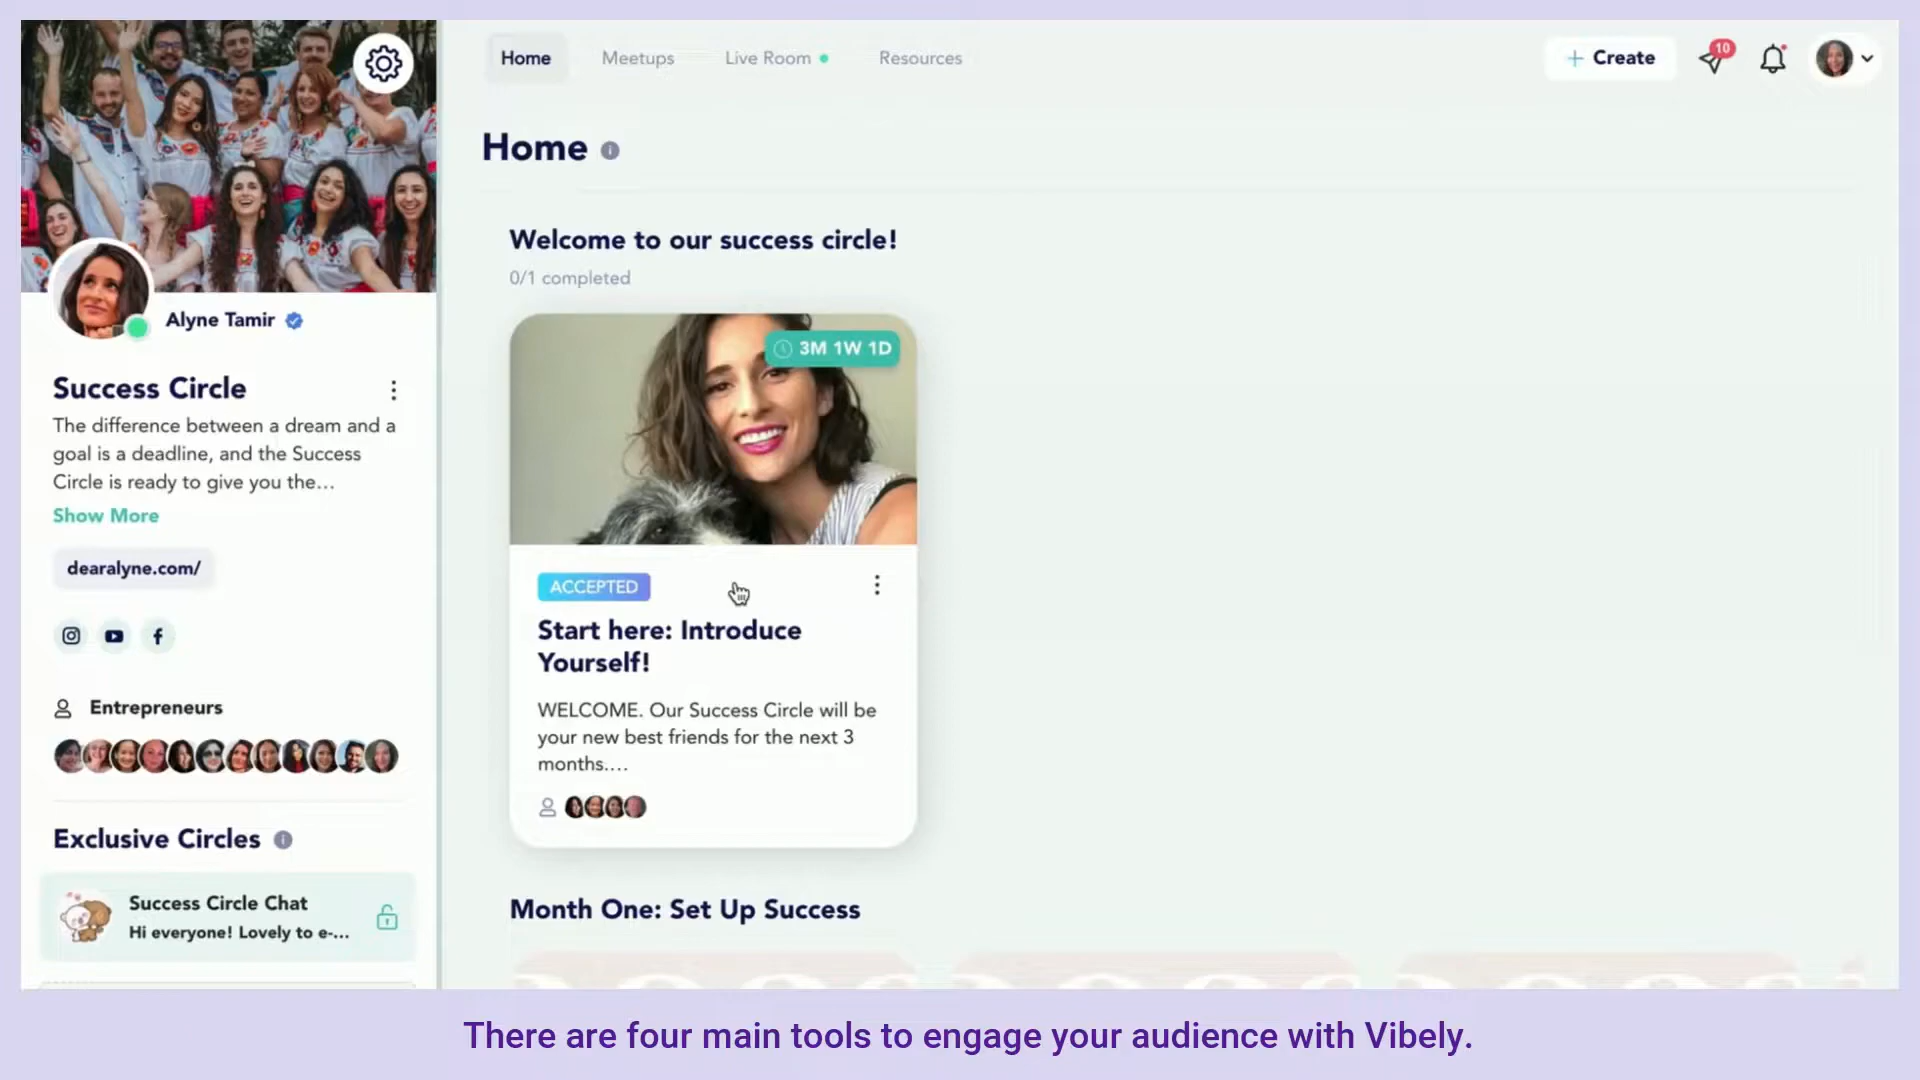 Home
Meetups
Live Room
Resources
Create
10
Home
Alyne Tamir
Success Circle
The difference between a dream and a
goal is a deadline, and the Success
Circle is ready to give you the...
Show More
dearalyne.com/
Entrepreneurs
Exclusive Circles
Success Circle Chat
Hi everyone! Lovely to e-...
Welcome to our success circle!
0/1 completed
3M 1W 1D
ACCEPTED
Start here: Introduce
Yourself!
WELCOME. Our Success Circle will be
your new best friends for the next 3
months....
Month One: Set Up Success
There are four main tools to engage your audience with Vibely.